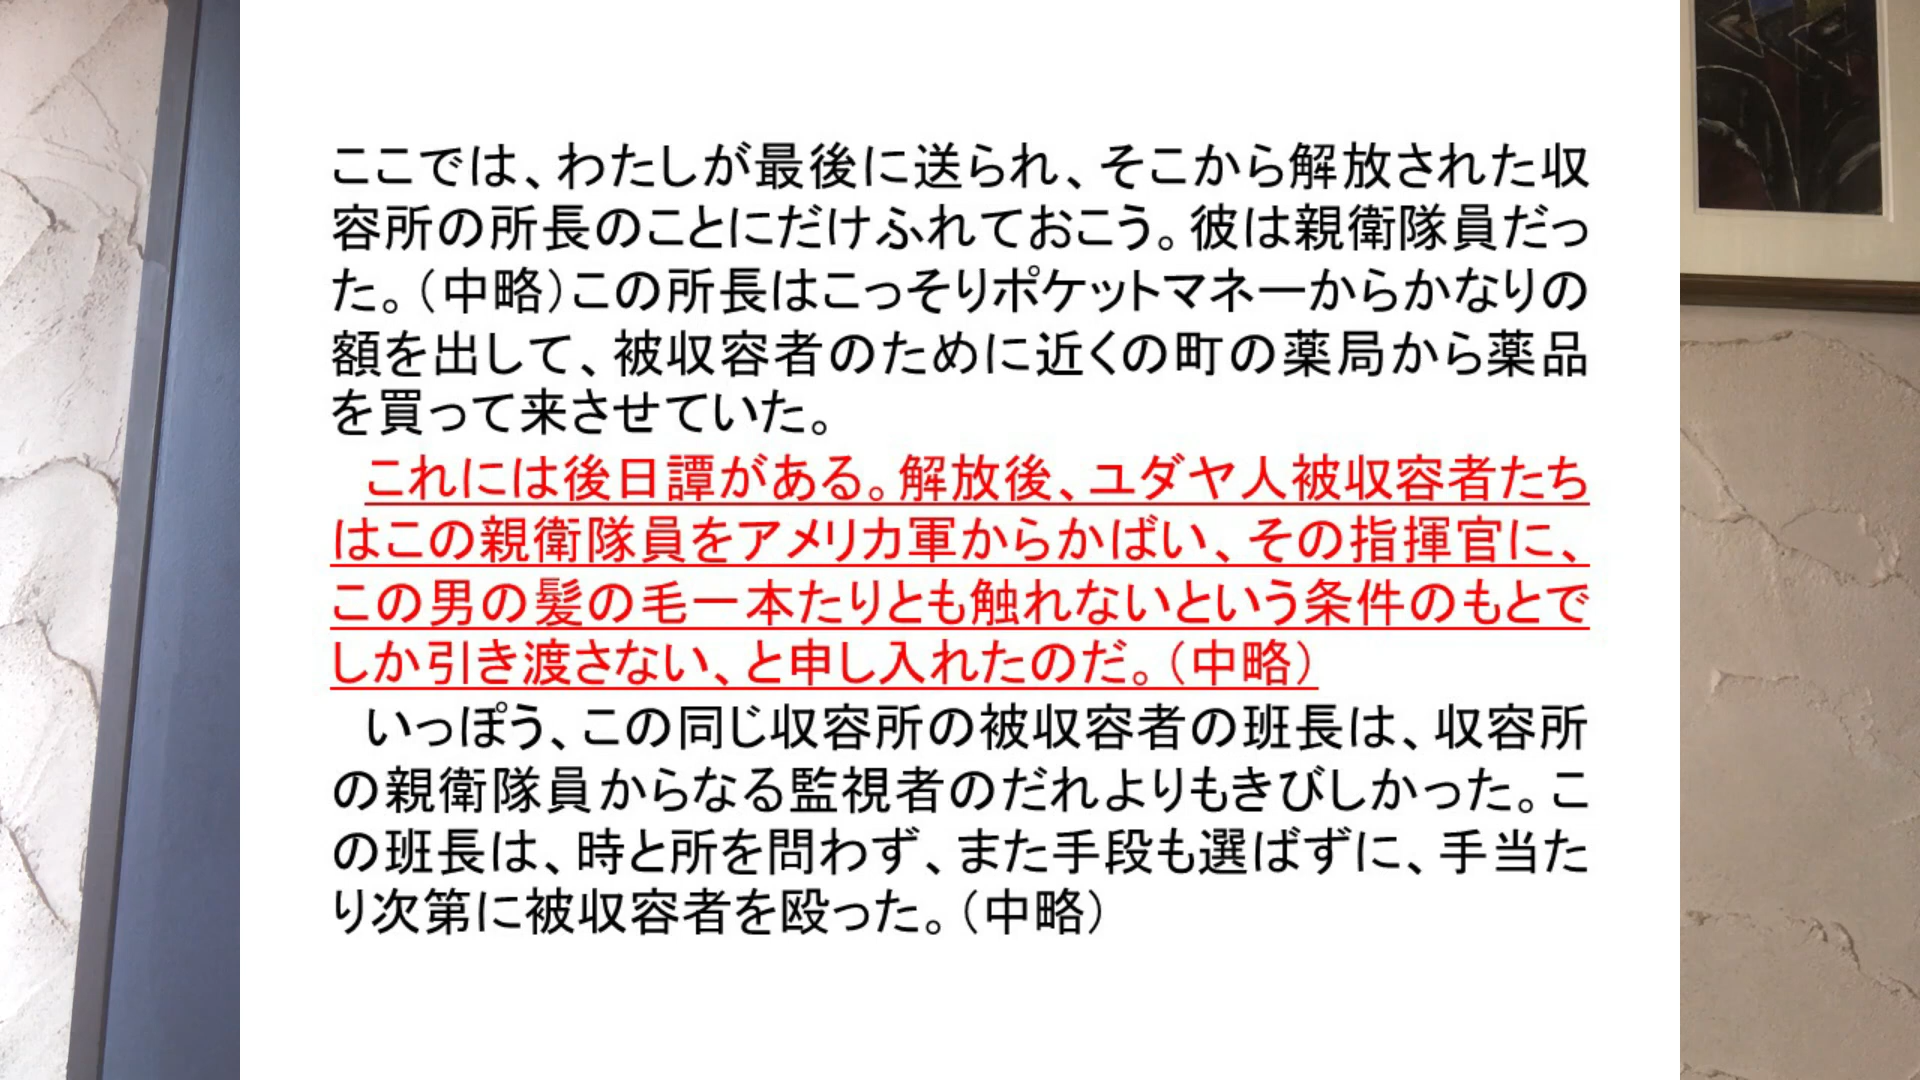 ここでは、わたしが最後に送られ、そこから解放された収
容所の所長のことにだけふれておこう。彼は親衛隊員だっ
た。（中略）この所長はこっそりポケットマネーからかなりの
額を出して、被収容者のために近くの町の薬局から薬品
を買って来させていた。
これには後日譚がある。解放後、ユダヤ人被収容者たち
はこの親衛隊員をアメリカ軍からかばい、その指揮官に、
この男の髪の毛一本たりとも触れないという条件のもとで
しか引き渡さない、と申し入れたのだ。（中略）
いっぽう、この同じ収容所の被収容者の班長は、収容所
の親衛隊員からなる監視者のだれよりもきびしかった。こ
の班長は、時と所を問わず、また手段も選ばずに、手当た
り次第に被収容者を殴った。（中略）